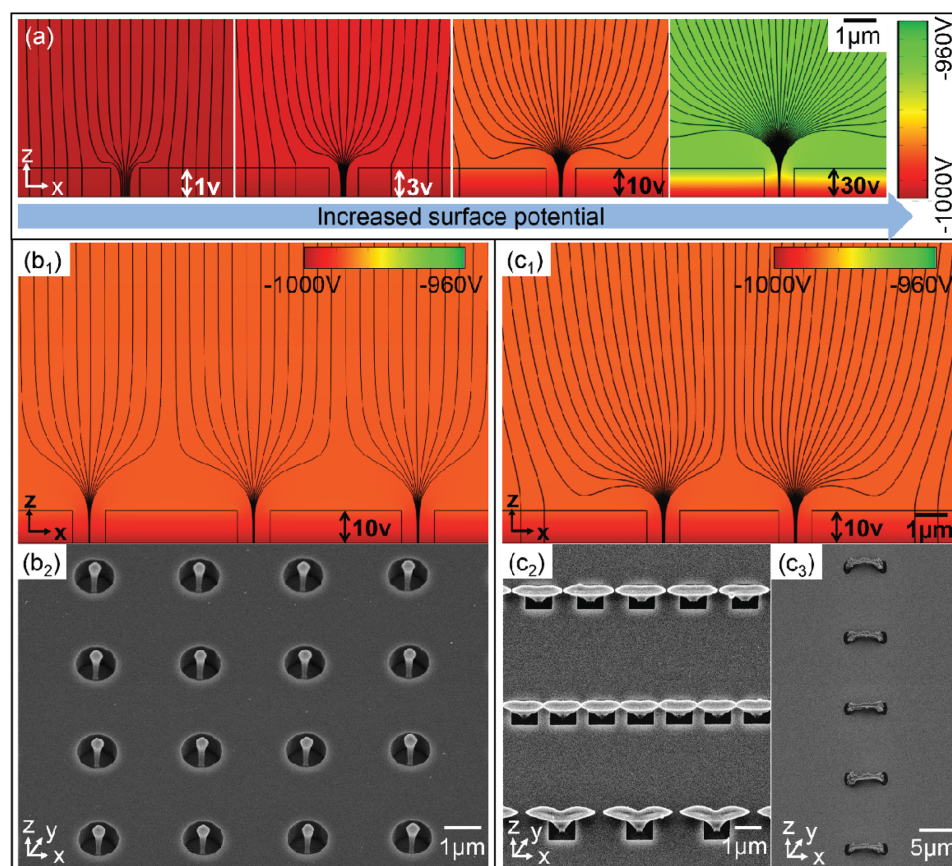 (a)
1μm
-960V
-1000V
z
x
1v
3v
10v
30v
Increased surface potential
(b₁)
-1000V
-960V
z
x
10v
(c₁)
-1000V
-960V
z
x
10v
1μm
(b₂)
z
y
x
1μm
(c₂)
z
y
x
1μm
(c₃)
z
y
x
5μm